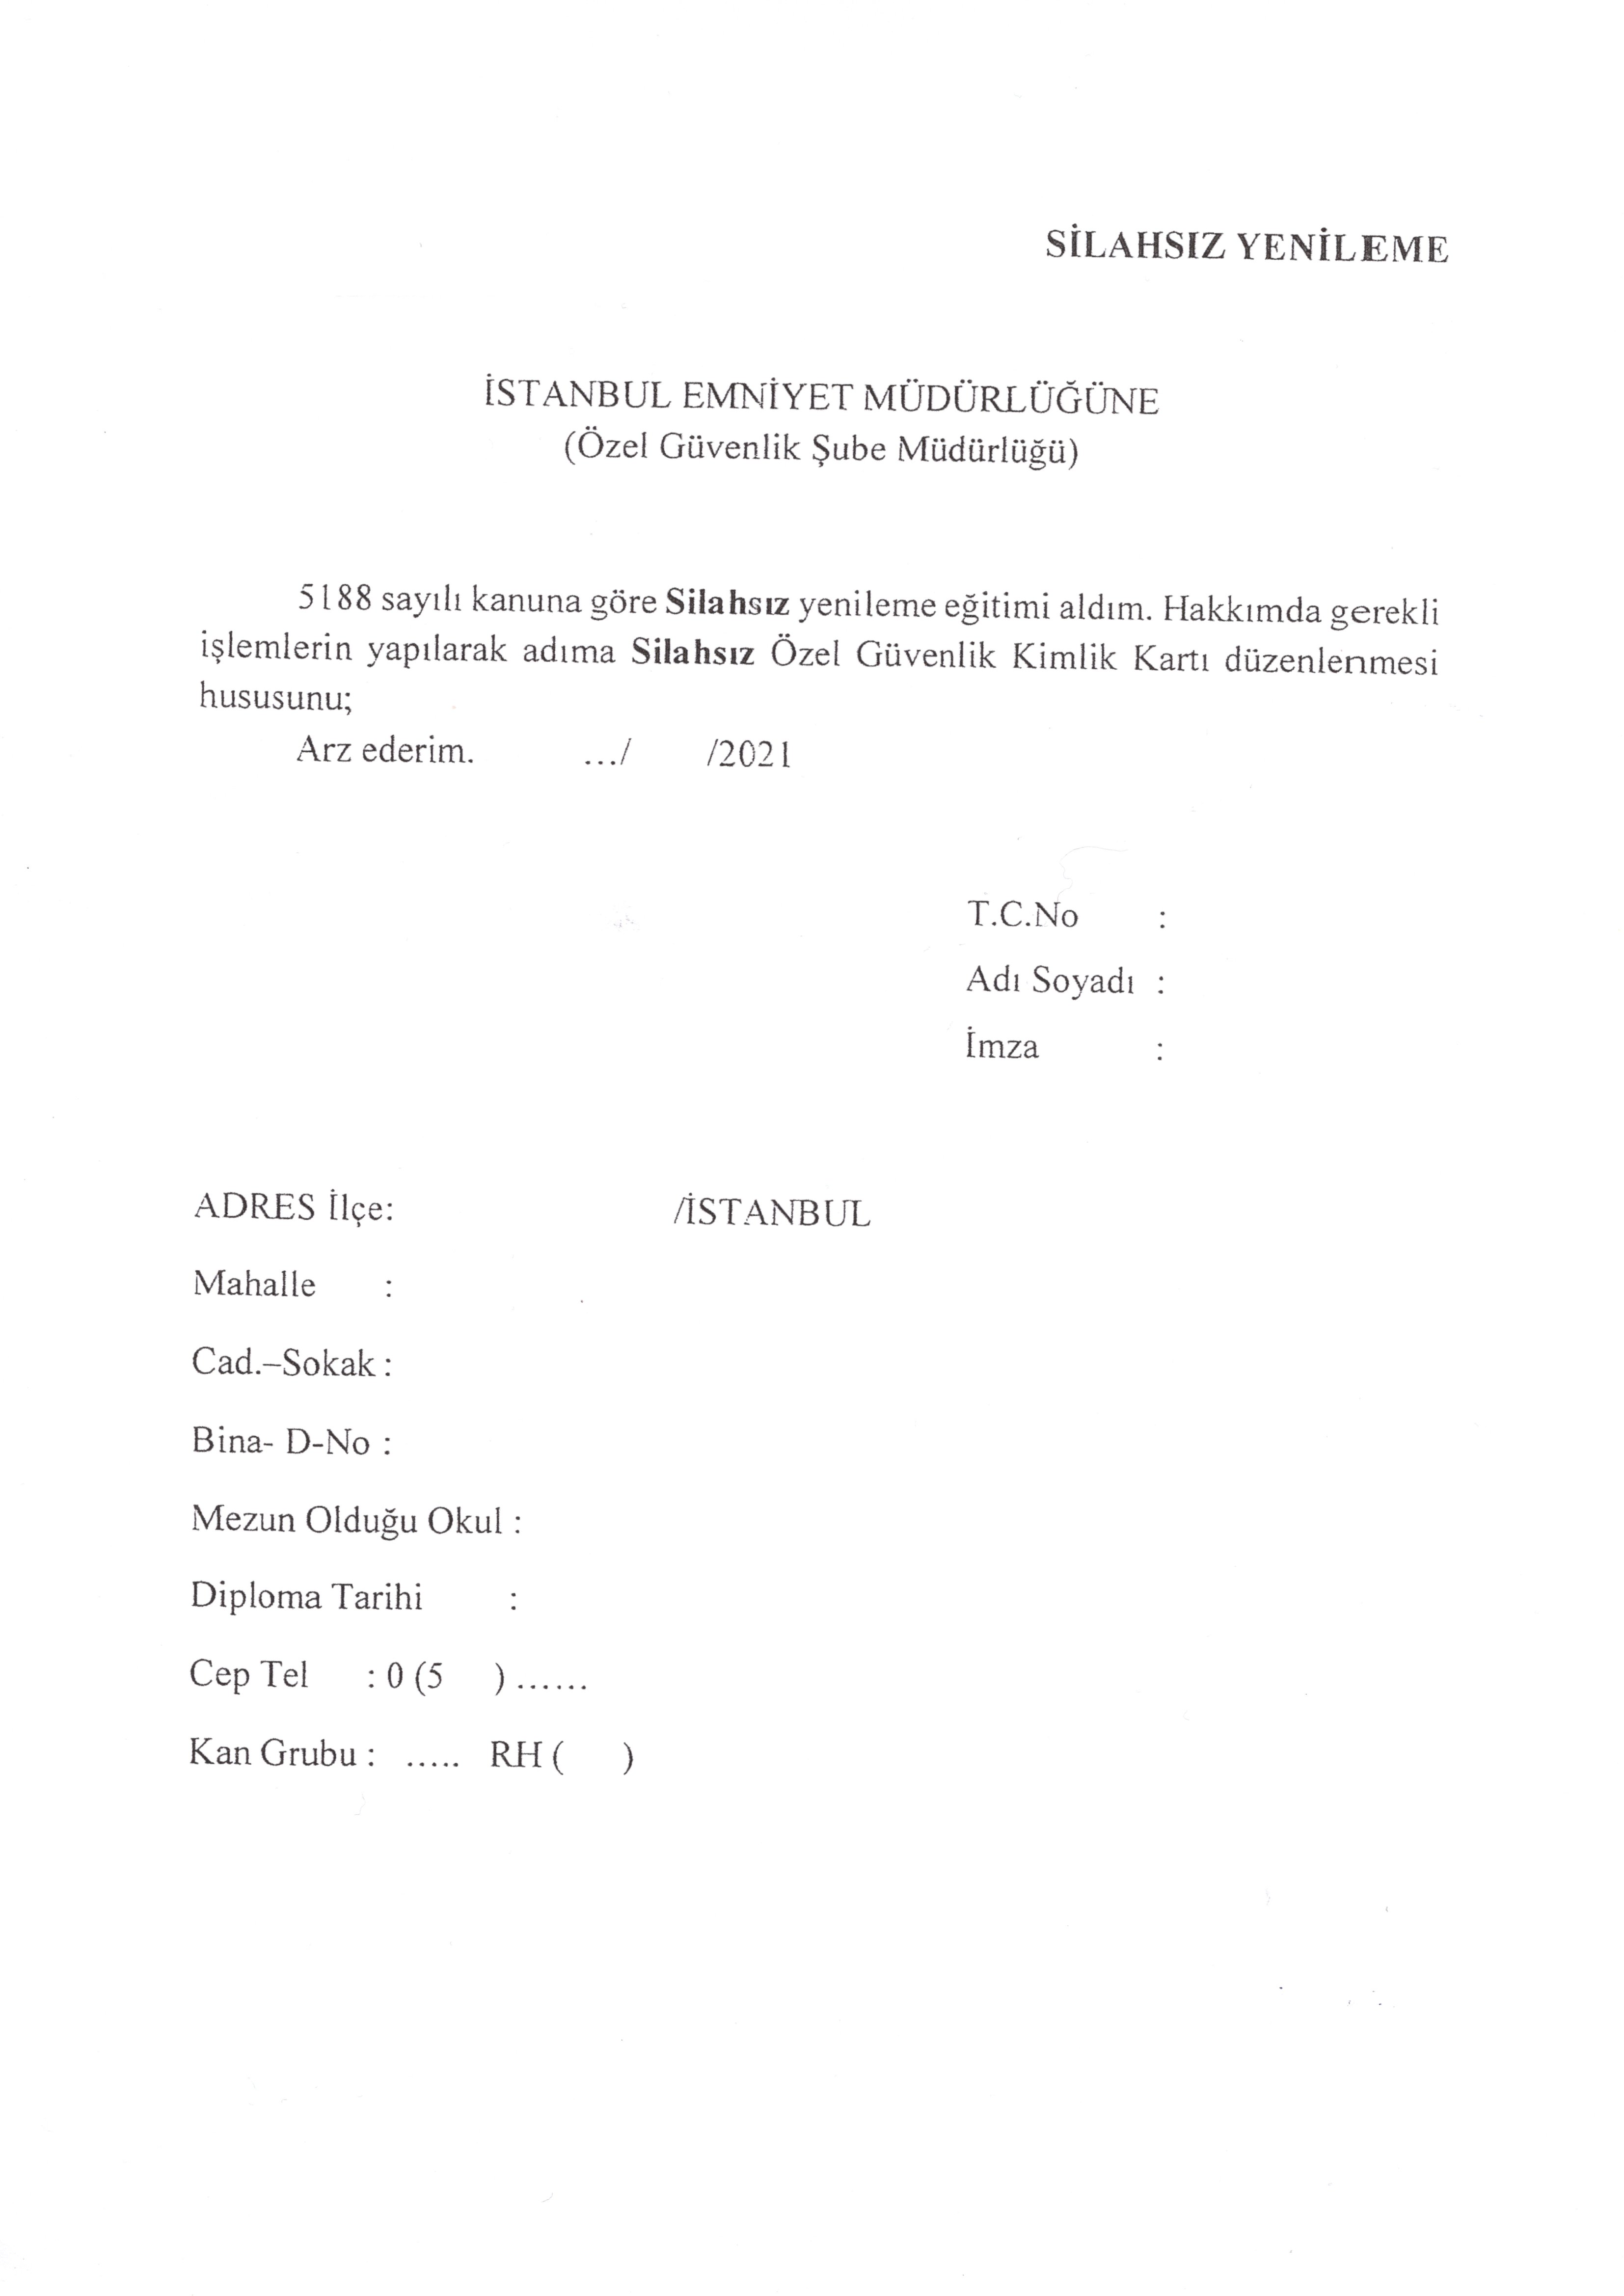 SİLAHSIZ YENİLEME
İSTANBUL EMNİYET MÜDÜRLÜĞÜNE
(Özel Güvenlik Şube Müdürlüğü)
5188 sayılı kanuna göre Silahsız yenileme eğitimi aldım. Hakkımda gerekli
işlemlerin yapılarak adıma Silahsız Özel Güvenlik Kimlik Kartı düzenlenmesi
hususunu;
Arz ederim. .../ /2021
T.C.No :
Adı Soyadı :
İmza :
ADRES İlçe: /İSTANBUL
Mahalle :
Cad.–Sokak :
Bina- D-No :
Mezun Olduğu Okul :
Diploma Tarihi :
Cep Tel : 0 (5 ) ......
Kan Grubu : ..... RH ( )